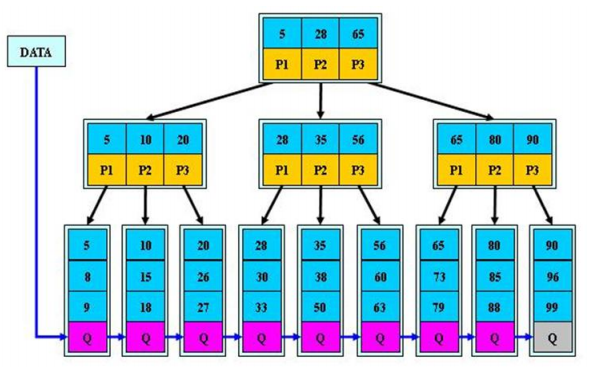 DATA
5 28 65
P1 P2 P3
5 10 20 28 35 56 65 80 90
P1 P2 P3 P1 P2 P3 P1 P2 P3
5 10 20 28 35 56 65 80 90
8 15 26 30 38 60 73 85 96
9 18 27 33 50 63 79 88 99
Q Q Q Q Q Q Q Q Q